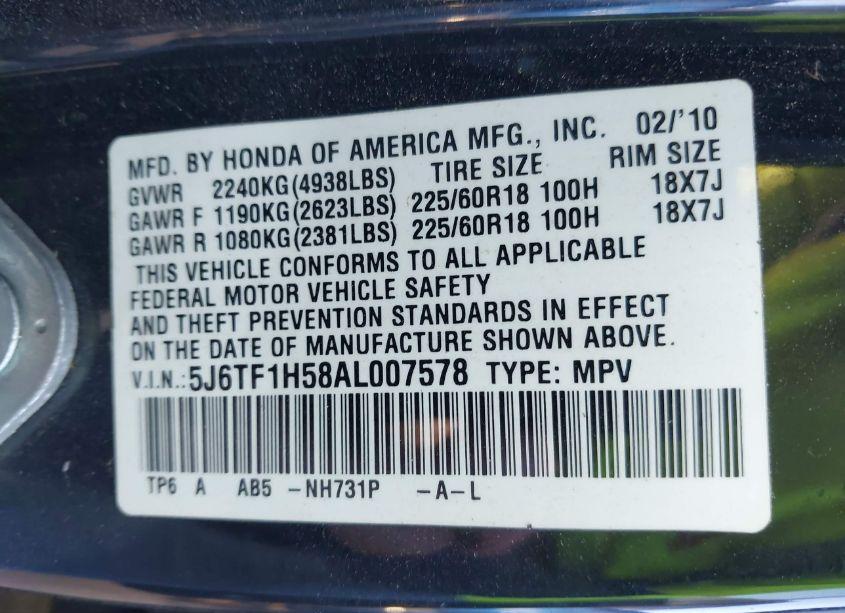 MFD. BY HONDA OF AMERICA MFG., INC. 02/'10
GVWR 2240KG(4938LBS) TIRE SIZE RIM SIZE
GAWR F 1190KG(2623LBS) 225/60R18 100H 18X7J
GAWR R 1080KG(2381LBS) 225/60R18 100H 18X7J
THIS VEHICLE CONFORMS TO ALL APPLICABLE
FEDERAL MOTOR VEHICLE SAFETY
AND THEFT PREVENTION STANDARDS IN EFFECT
ON THE DATE OF MANUFACTURE SHOWN ABOVE.
V.I.N.:5J6TF1H58AL007578 TYPE: MPV
TP6 A AB5 -NH731P -A-L